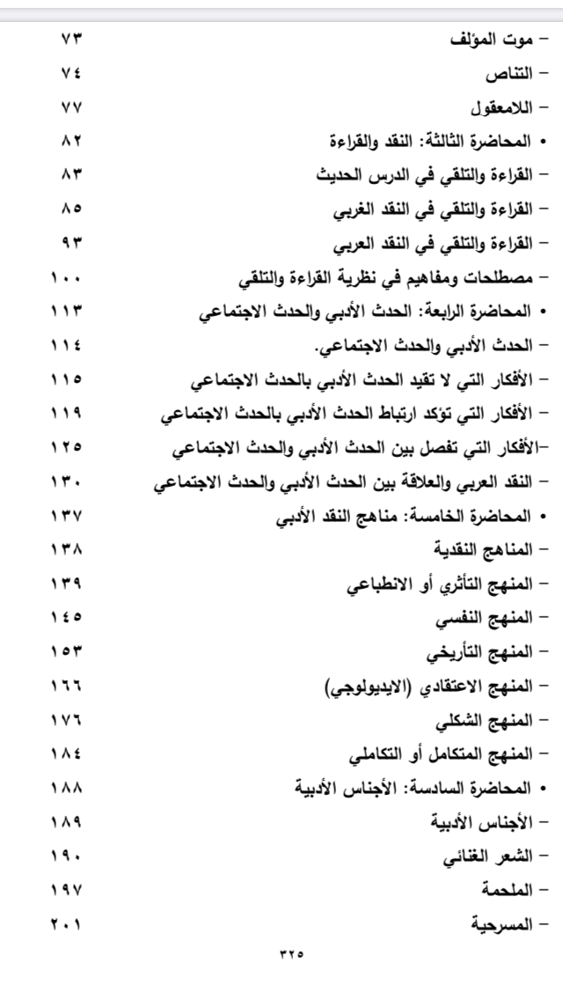 – موت المؤلف ٧٣
– التناص ٧٤
– اللامعقول ٧٧
• المحاضرة الثالثة: النقد والقراءة ٨٢
– القراءة والتلقي في الدرس الحديث ٨٣
– القراءة والتلقي في النقد الغربي ٨٥
– القراءة والتلقي في النقد العربي ٩٣
– مصطلحات ومفاهيم في نظرية القراءة والتلقي ١٠٠
• المحاضرة الرابعة: الحدث الأدبي والحدث الاجتماعي ١١٣
– الحدث الأدبي والحدث الاجتماعي. ١١٤
– الأفكار التي لا تقيد الحدث الأدبي بالحدث الاجتماعي ١١٥
– الأفكار التي تؤكد ارتباط الحدث الأدبي بالحدث الاجتماعي ١١٩
–الأفكار التي تفصل بين الحدث الأدبي والحدث الاجتماعي ١٢٥
– النقد العربي والعلاقة بين الحدث الأدبي والحدث الاجتماعي ١٣٠
• المحاضرة الخامسة: مناهج النقد الأدبي ١٣٧
– المناهج النقدية ١٣٨
– المنهج التأثري أو الانطباعي ١٣٩
– المنهج النفسي ١٤٥
– المنهج التأريخي ١٥٣
– المنهج الاعتقادي (الايديولوجي) ١٦٦
– المنهج الشكلي ١٧٦
– المنهج المتكامل أو التكاملي ١٨٤
• المحاضرة السادسة: الأجناس الأدبية ١٨٨
– الأجناس الأدبية ١٨٩
– الشعر الغنائي ١٩٠
– الملحمة ١٩٧
– المسرحية ٢٠١
٣٢٥